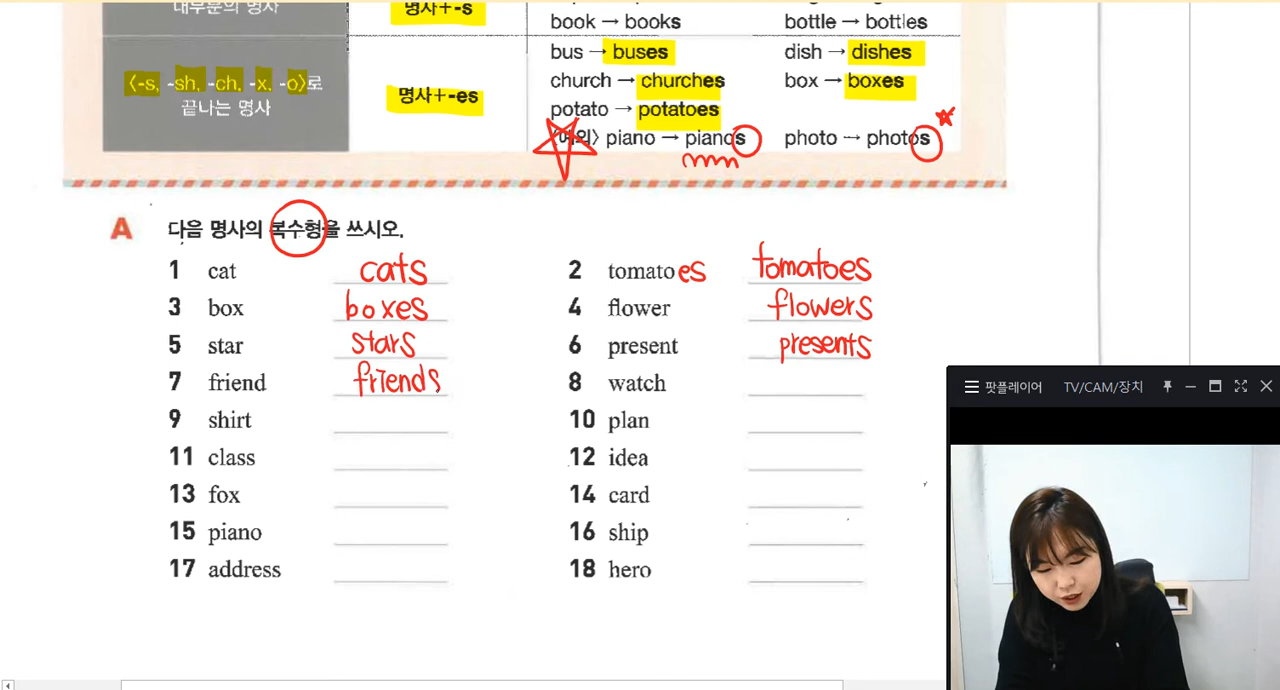 대부분의 명사 명사+-s
book → books bottle → bottles
<-s, -sh, -ch, -x, -o>로 끝나는 명사
명사+-es
bus → buses dish → dishes
church → churches box → boxes
potato → potatoes
<예외> piano → pianos photo → photos
A 다음 명사의 복수형을 쓰시오.
1 cat cats 2 tomatoes tomatoes
3 box boxes 4 flower flowers
5 star stars 6 present presents
7 friend friends 8 watch
9 shirt 10 plan
11 class 12 idea
13 fox 14 card
15 piano 16 ship
17 address 18 hero
팟플레이어 TV/CAM/장치